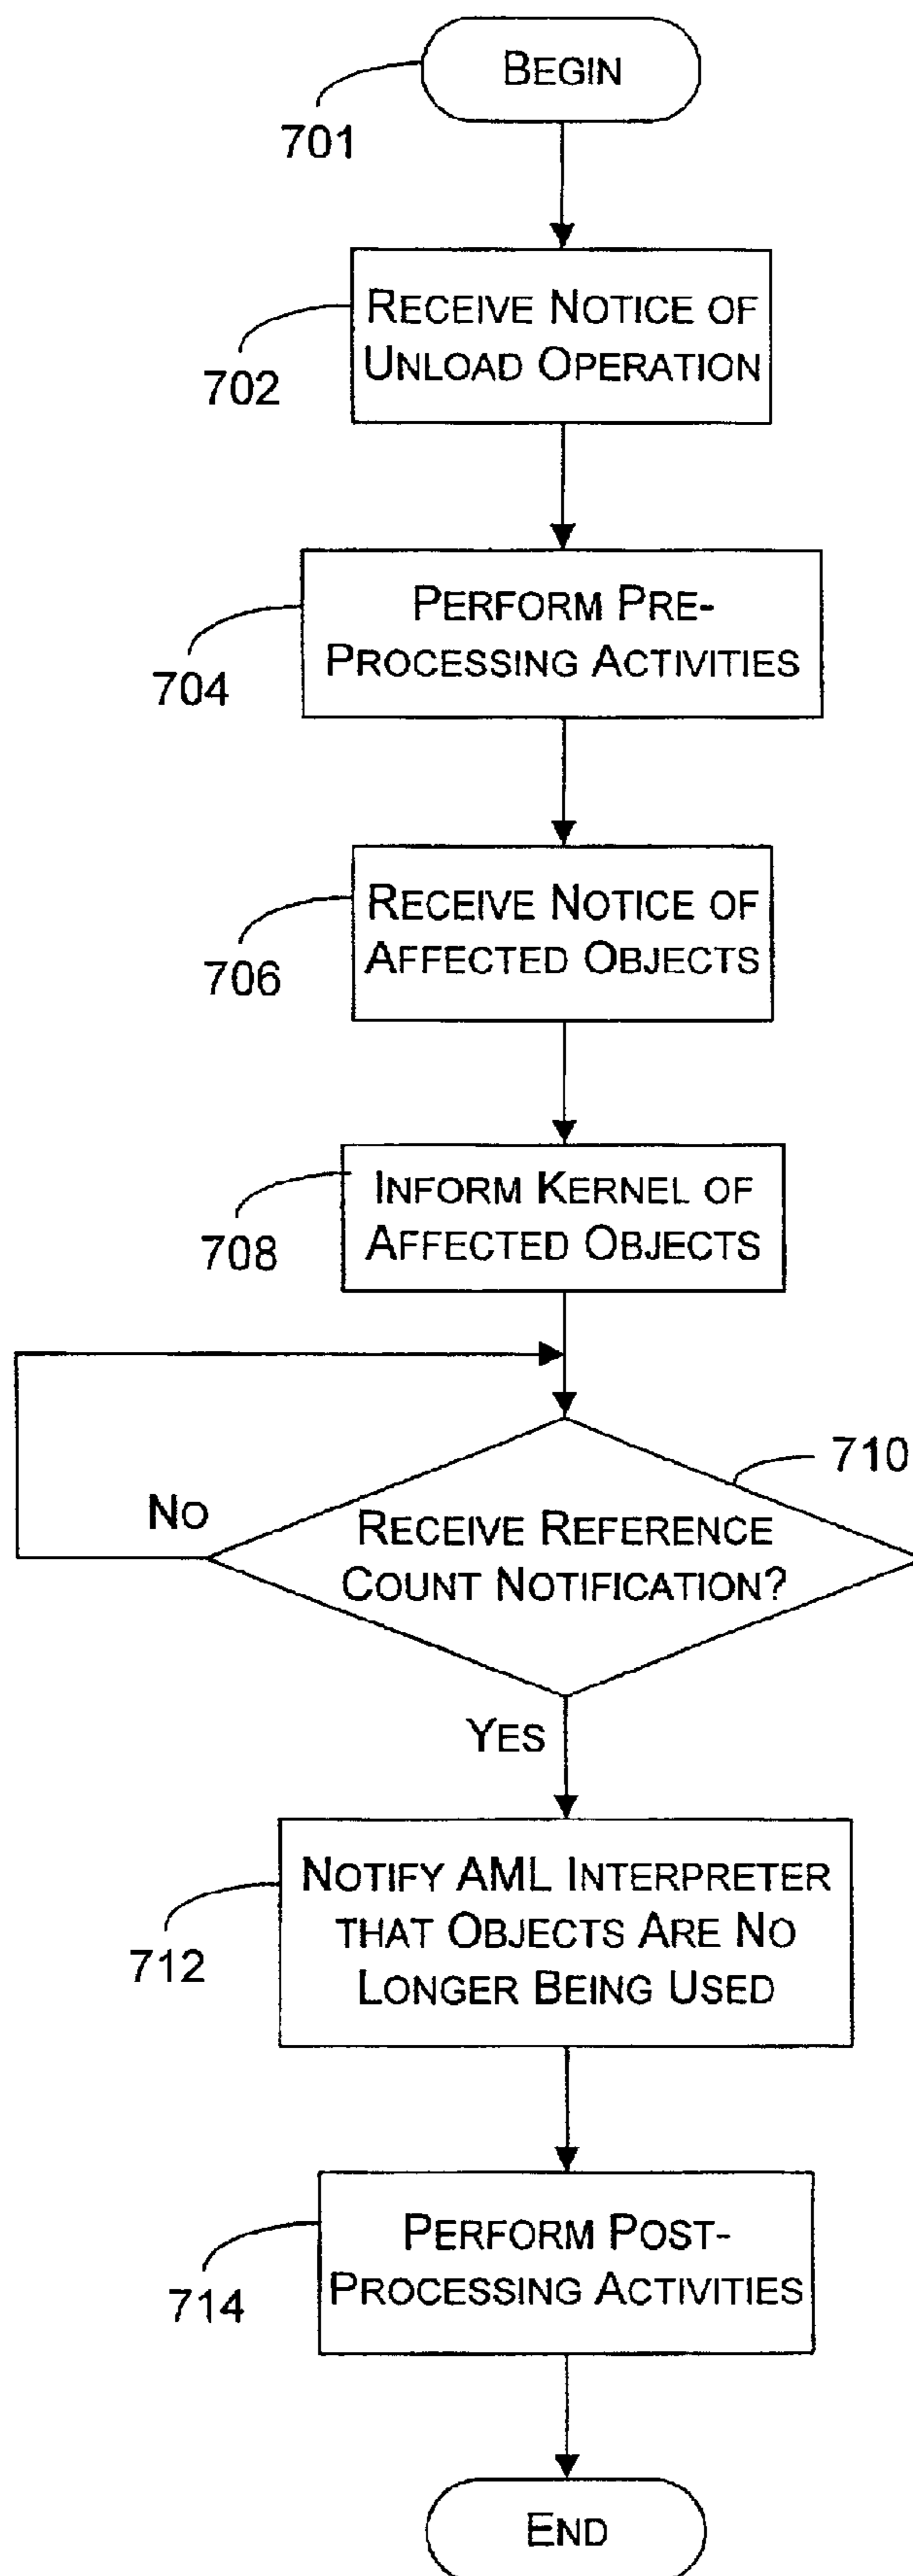 BEGIN
701
RECEIVE NOTICE OF
UNLOAD OPERATION
702
PERFORM PRE-
PROCESSING ACTIVITIES
704
RECEIVE NOTICE OF
AFFECTED OBJECTS
706
INFORM KERNEL OF
AFFECTED OBJECTS
708
710
NO
RECEIVE REFERENCE
COUNT NOTIFICATION?
YES
NOTIFY AML INTERPRETER
THAT OBJECTS ARE NO
LONGER BEING USED
712
PERFORM POST-
PROCESSING ACTIVITIES
714
END